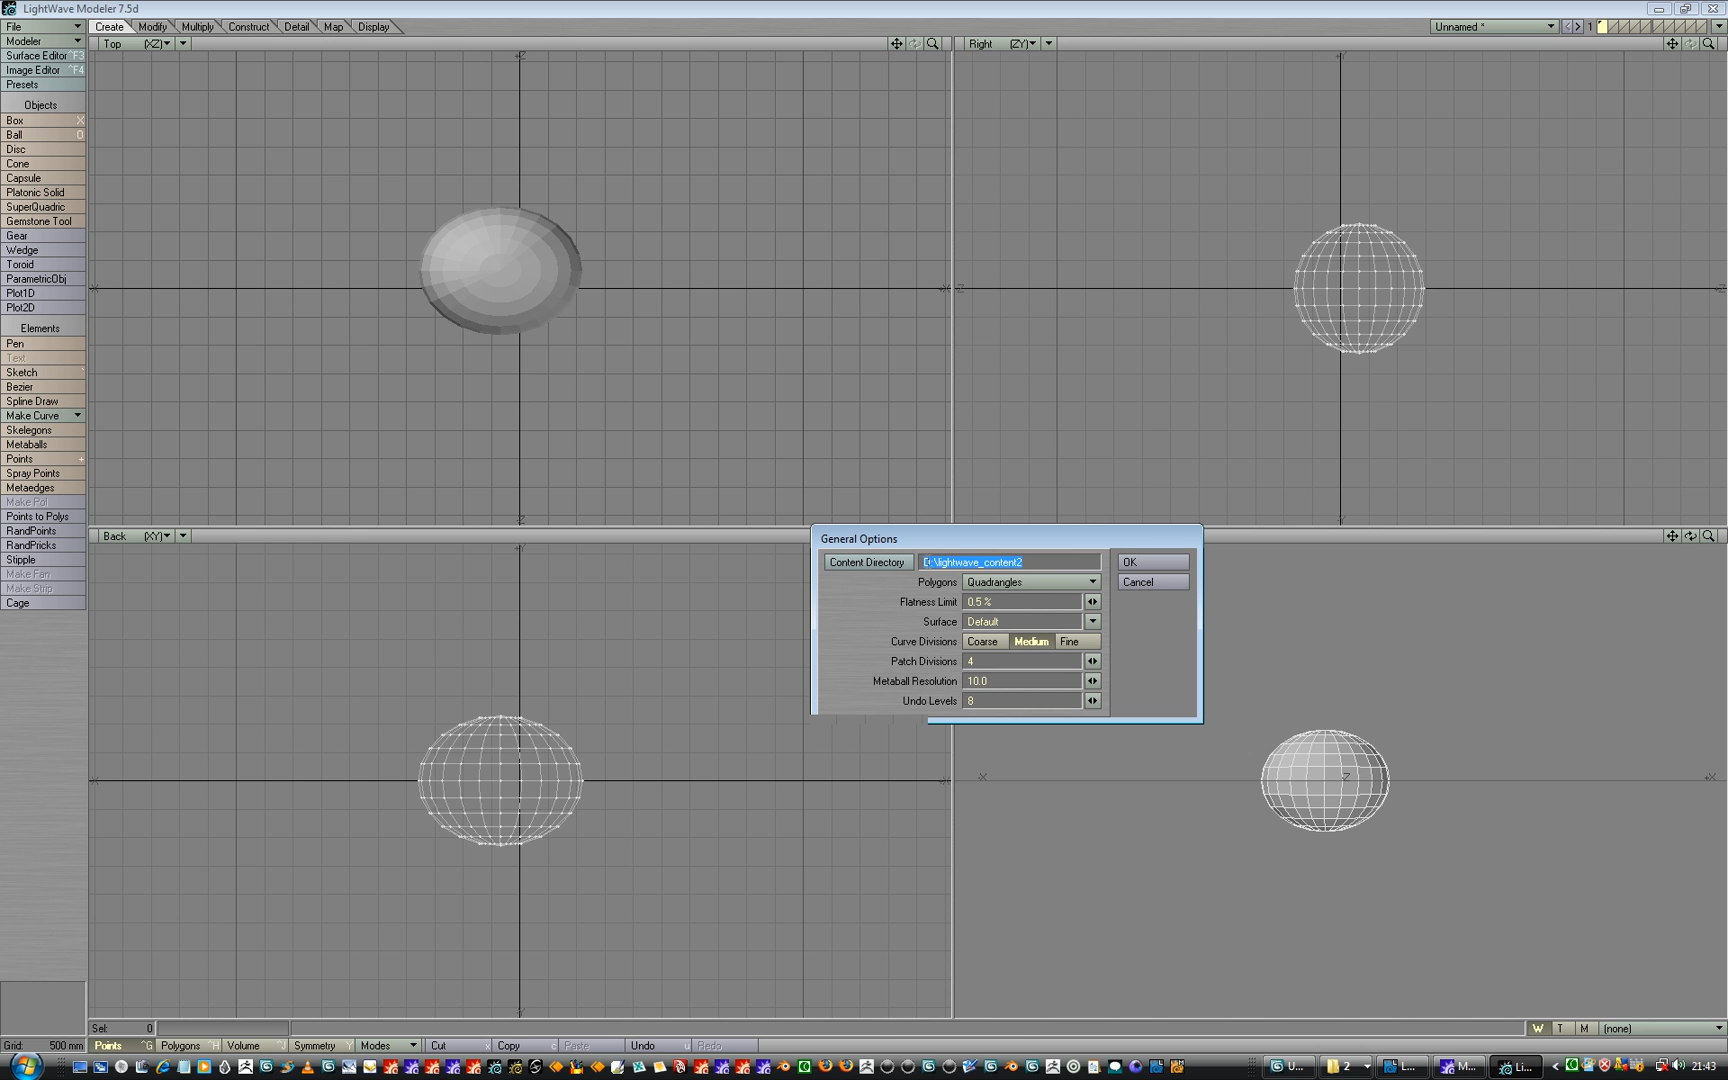 LightWave Modeler 7.5d
File
Create Modify Multiply Construct Detail Map Display
Unnamed *
1
Modeler
Surface Editor ^F3
Image Editor ^F4
Presets
Objects
Box X
Ball O
Disc
Cone
Capsule
Platonic Solid
SuperQuadric
Gemstone Tool
Gear
Wedge
Toroid
ParametricObj
Plot1D
Plot2D
Elements
Pen
Text
Sketch
Bezier
Spline Draw
Make Curve
Skelegons
Metaballs
Points +
Spray Points
Metaedges
Make Pol
Points to Polys
RandPoints
RandPricks
Stipple
Make Fan
Make Strip
Cage
Top (XZ)
Right (ZY)
Back (XY)
General Options
Content Directory :\lightwave_content2 OK
Polygons Quadrangles Cancel
Flatness Limit 0.5 %
Surface Default
Curve Divisions Coarse Medium Fine
Patch Divisions 4
Metaball Resolution 10.0
Undo Levels 8
Z
X
Sel: 0
W T M (none)
Grid: 500 mm Points ^G Polygons ^H Volume ^J Symmetry Y Modes Cut x Copy c Paste Undo u Redo
U... 2 L... M... Li... 21:43